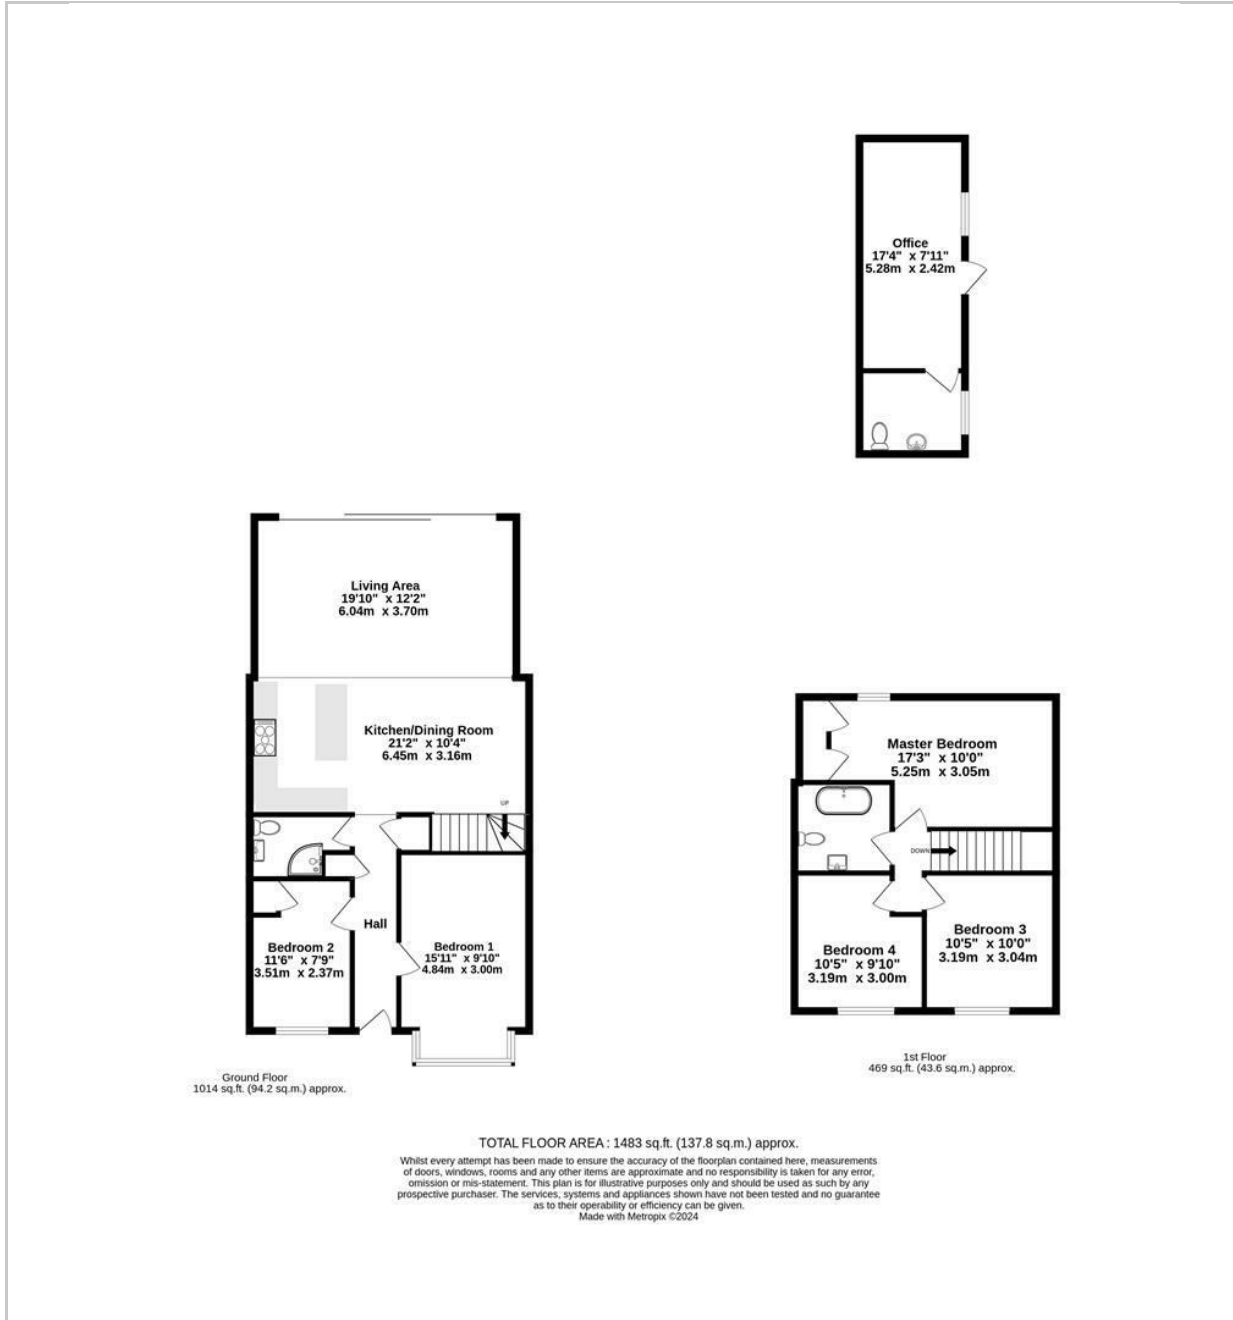 Office
17'4" x 7'11"
5.28m x 2.42m
Living Area
19'10" x 12'2"
6.04m x 3.70m
Kitchen/Dining Room
21'2" x 10'4"
6.45m x 3.16m
UP
Hall
Bedroom 2
11'6" x 7'9"
3.51m x 2.37m
Bedroom 1
15'11" x 9'10"
4.84m x 3.00m
Ground Floor
1014 sq.ft. (94.2 sq.m.) approx.
Master Bedroom
17'3" x 10'0"
5.25m x 3.05m
DOWN
Bedroom 4
10'5" x 9'10"
3.19m x 3.00m
Bedroom 3
10'5" x 10'0"
3.19m x 3.04m
1st Floor
469 sq.ft. (43.6 sq.m.) approx.
TOTAL FLOOR AREA : 1483 sq.ft. (137.8 sq.m.) approx.
Whilst every attempt has been made to ensure the accuracy of the floorplan contained here, measurements
of doors, windows, rooms and any other items are approximate and no responsibility is taken for any error,
omission or mis-statement. This plan is for illustrative purposes only and should be used as such by any
prospective purchaser. The services, systems and appliances shown have not been tested and no guarantee
as to their operability or efficiency can be given.
Made with Metropix ©2024